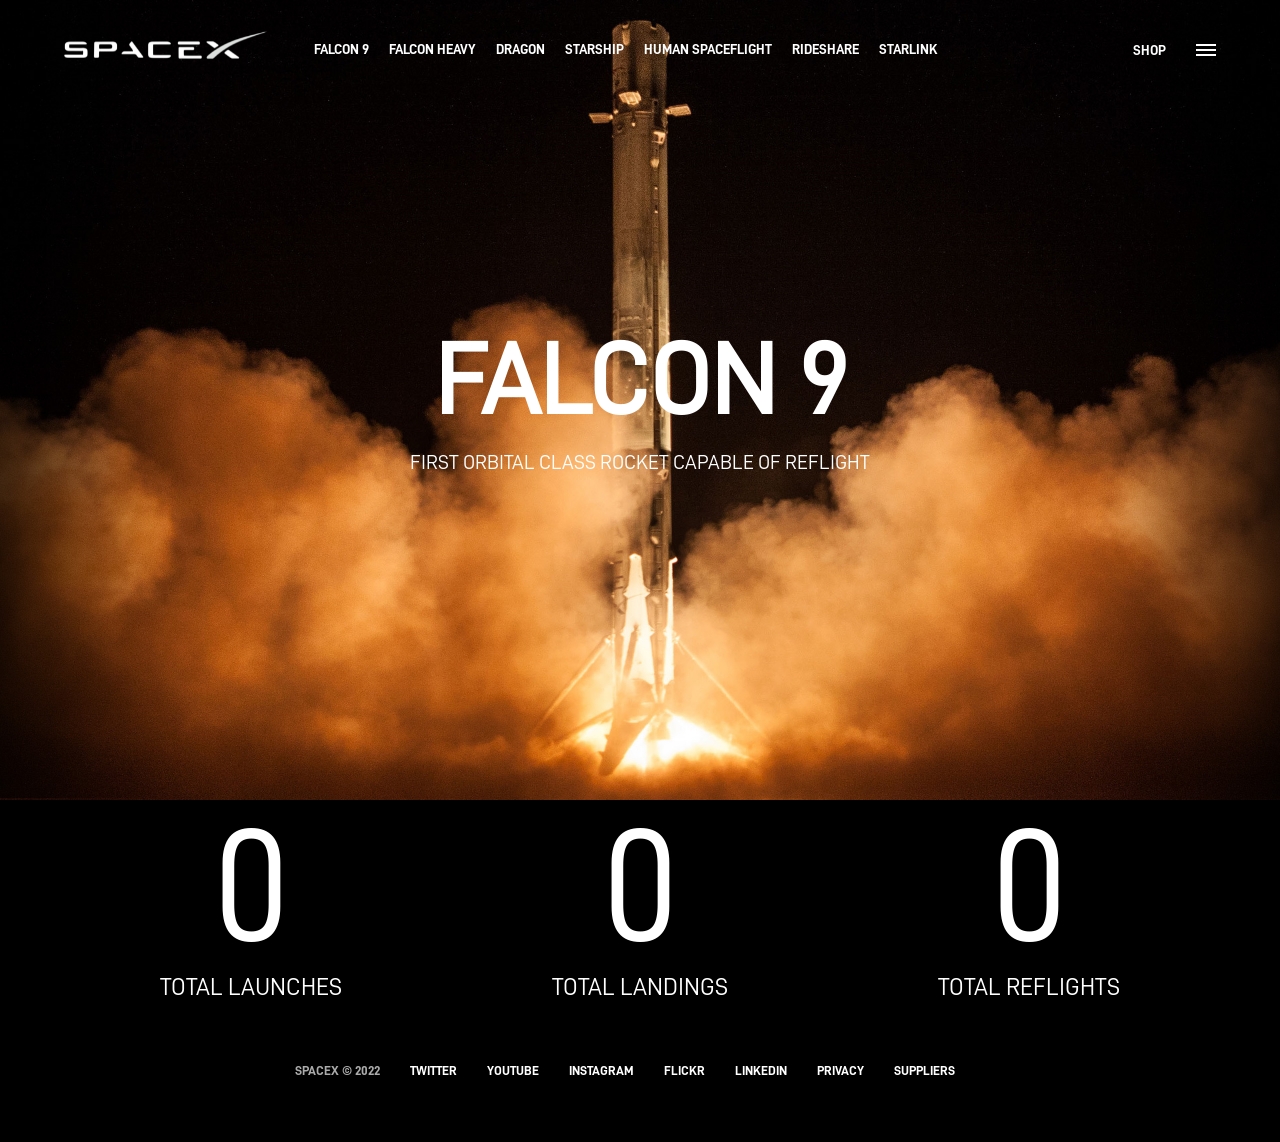 SPACEX
FALCON 9 FALCON HEAVY DRAGON STARSHIP HUMAN SPACEFLIGHT RIDESHARE STARLINK SHOP
FALCON 9
FIRST ORBITAL CLASS ROCKET CAPABLE OF REFLIGHT
0 0 0
TOTAL LAUNCHES TOTAL LANDINGS TOTAL REFLIGHTS
SPACEX © 2022 TWITTER YOUTUBE INSTAGRAM FLICKR LINKEDIN PRIVACY SUPPLIERS